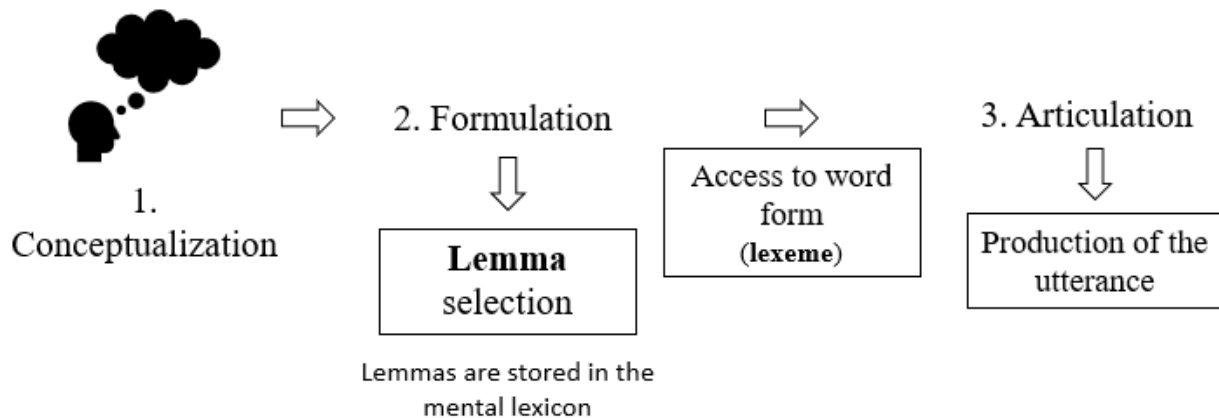 1.
Conceptualization
2. Formulation
Lemma
selection
Lemmas are stored in the
mental lexicon
Access to word
form
(lexeme)
3. Articulation
Production of the
utterance